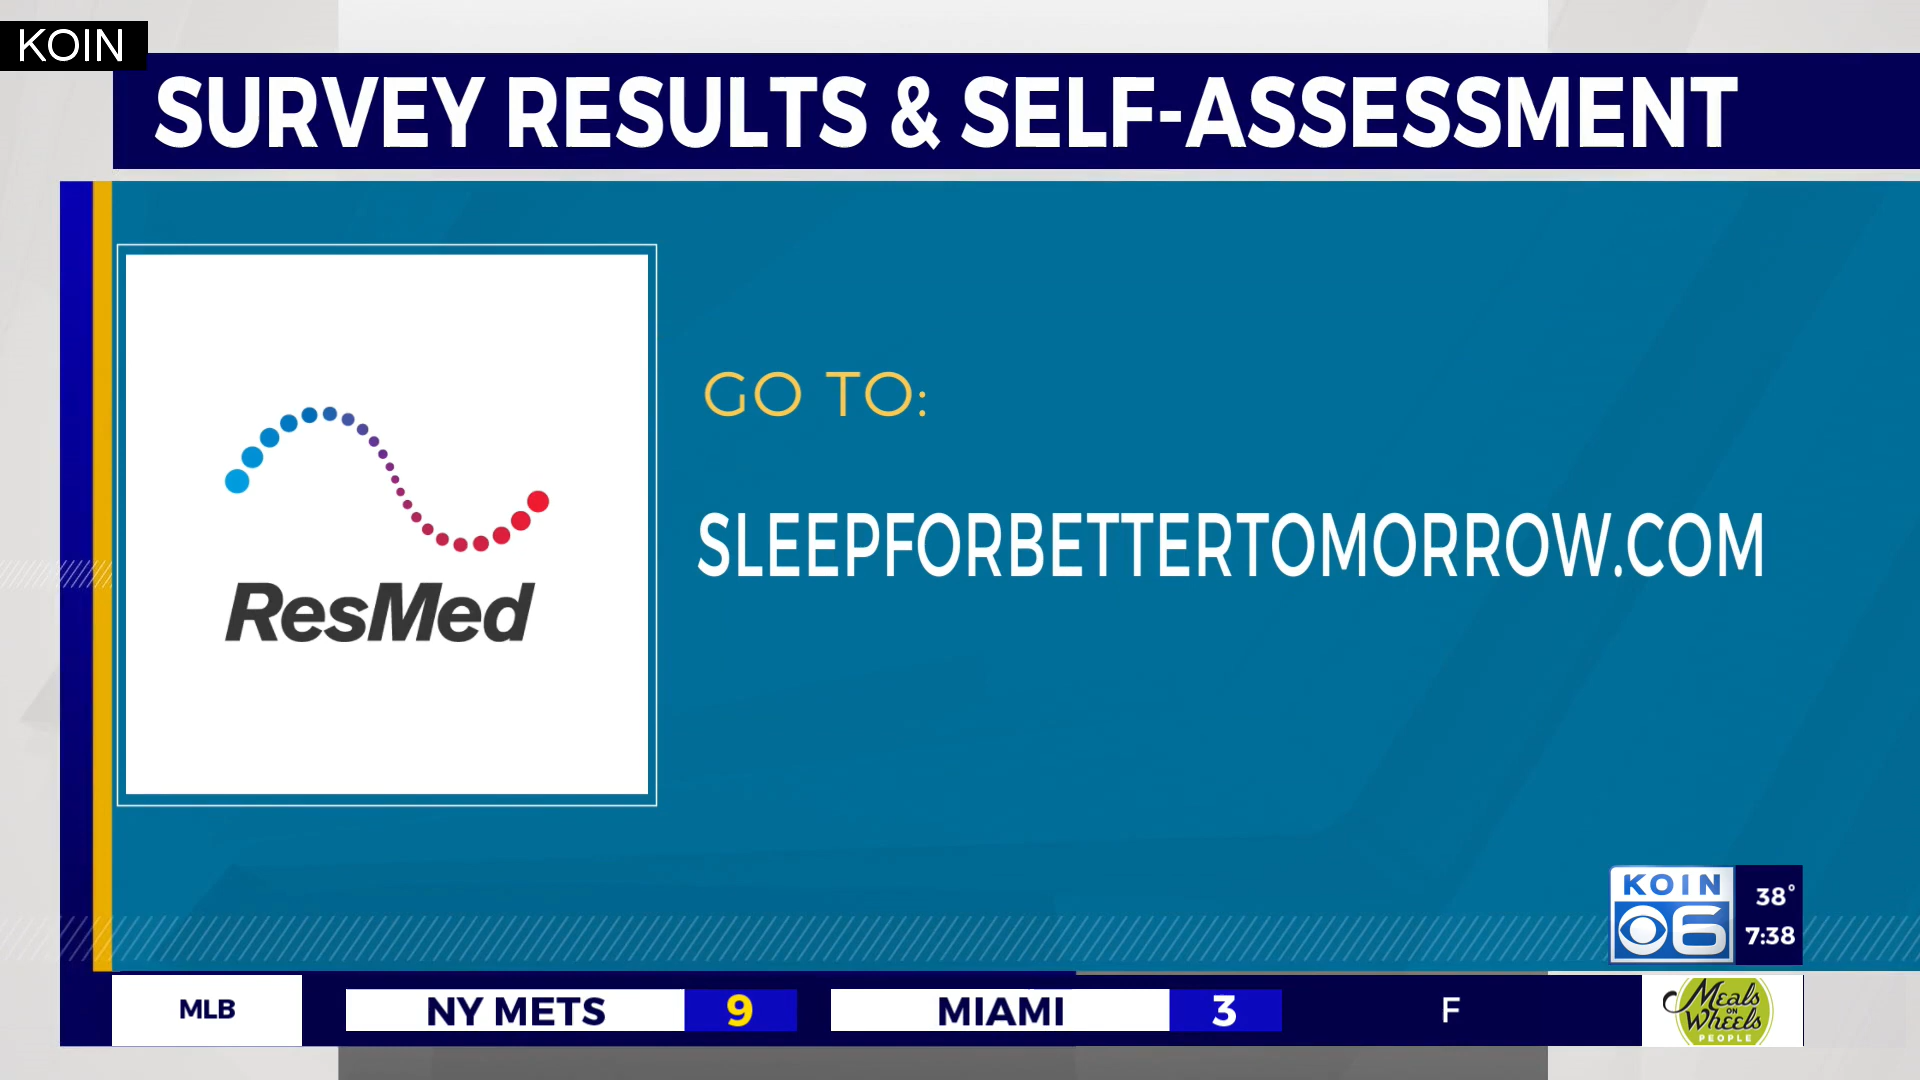 KOIN
SURVEY RESULTS & SELF-ASSESSMENT
ResMed
GO TO:
SLEEPFORBETTERTOMORROW.COM
KOIN
6
38°
7:38
MLB
NY METS 9 MIAMI 3 F
Meals
ON
Wheels
PEOPLE